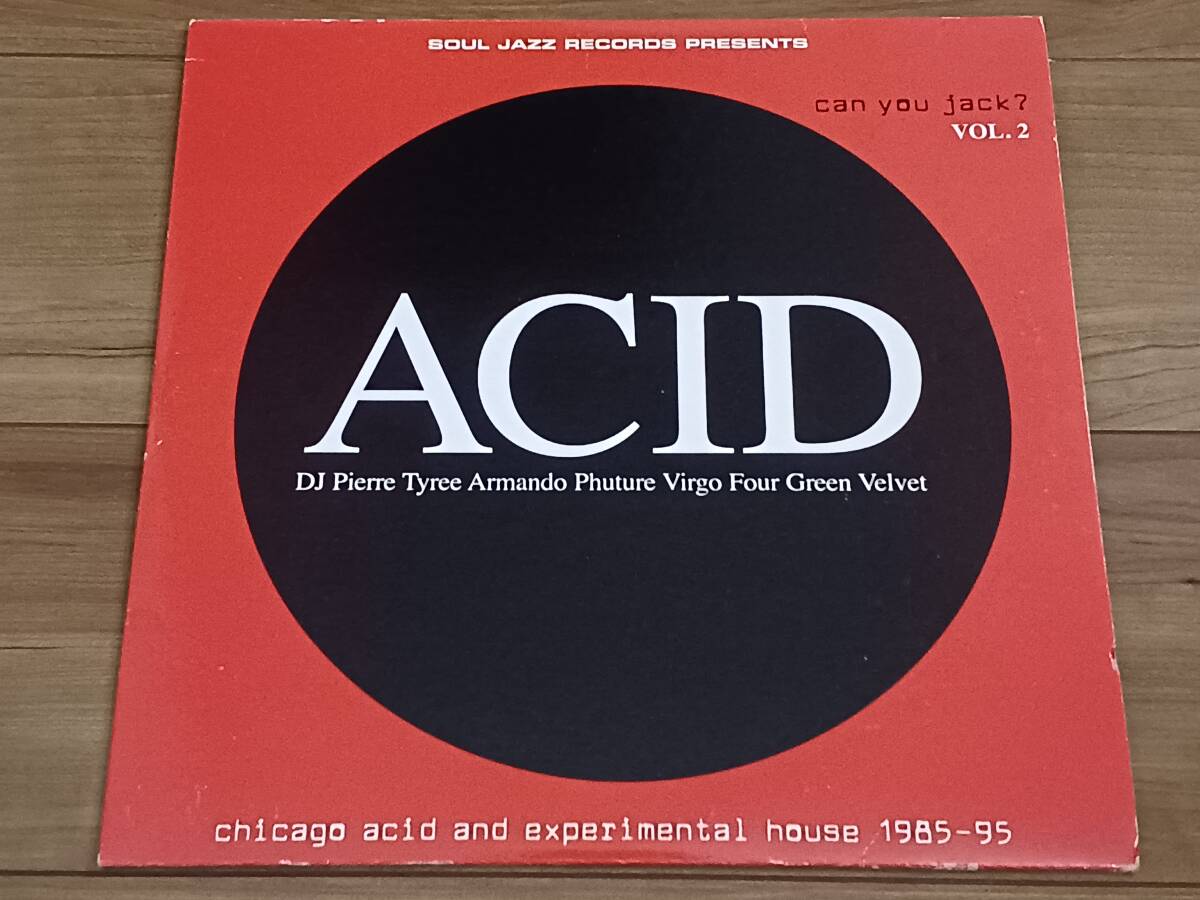 SOUL JAZZ RECORDS PRESENTS
can you jack?
VOL. 2
ACID
DJ Pierre Tyree Armando Phuture Virgo Four Green Velvet
chicago acid and experimental house 1985-95